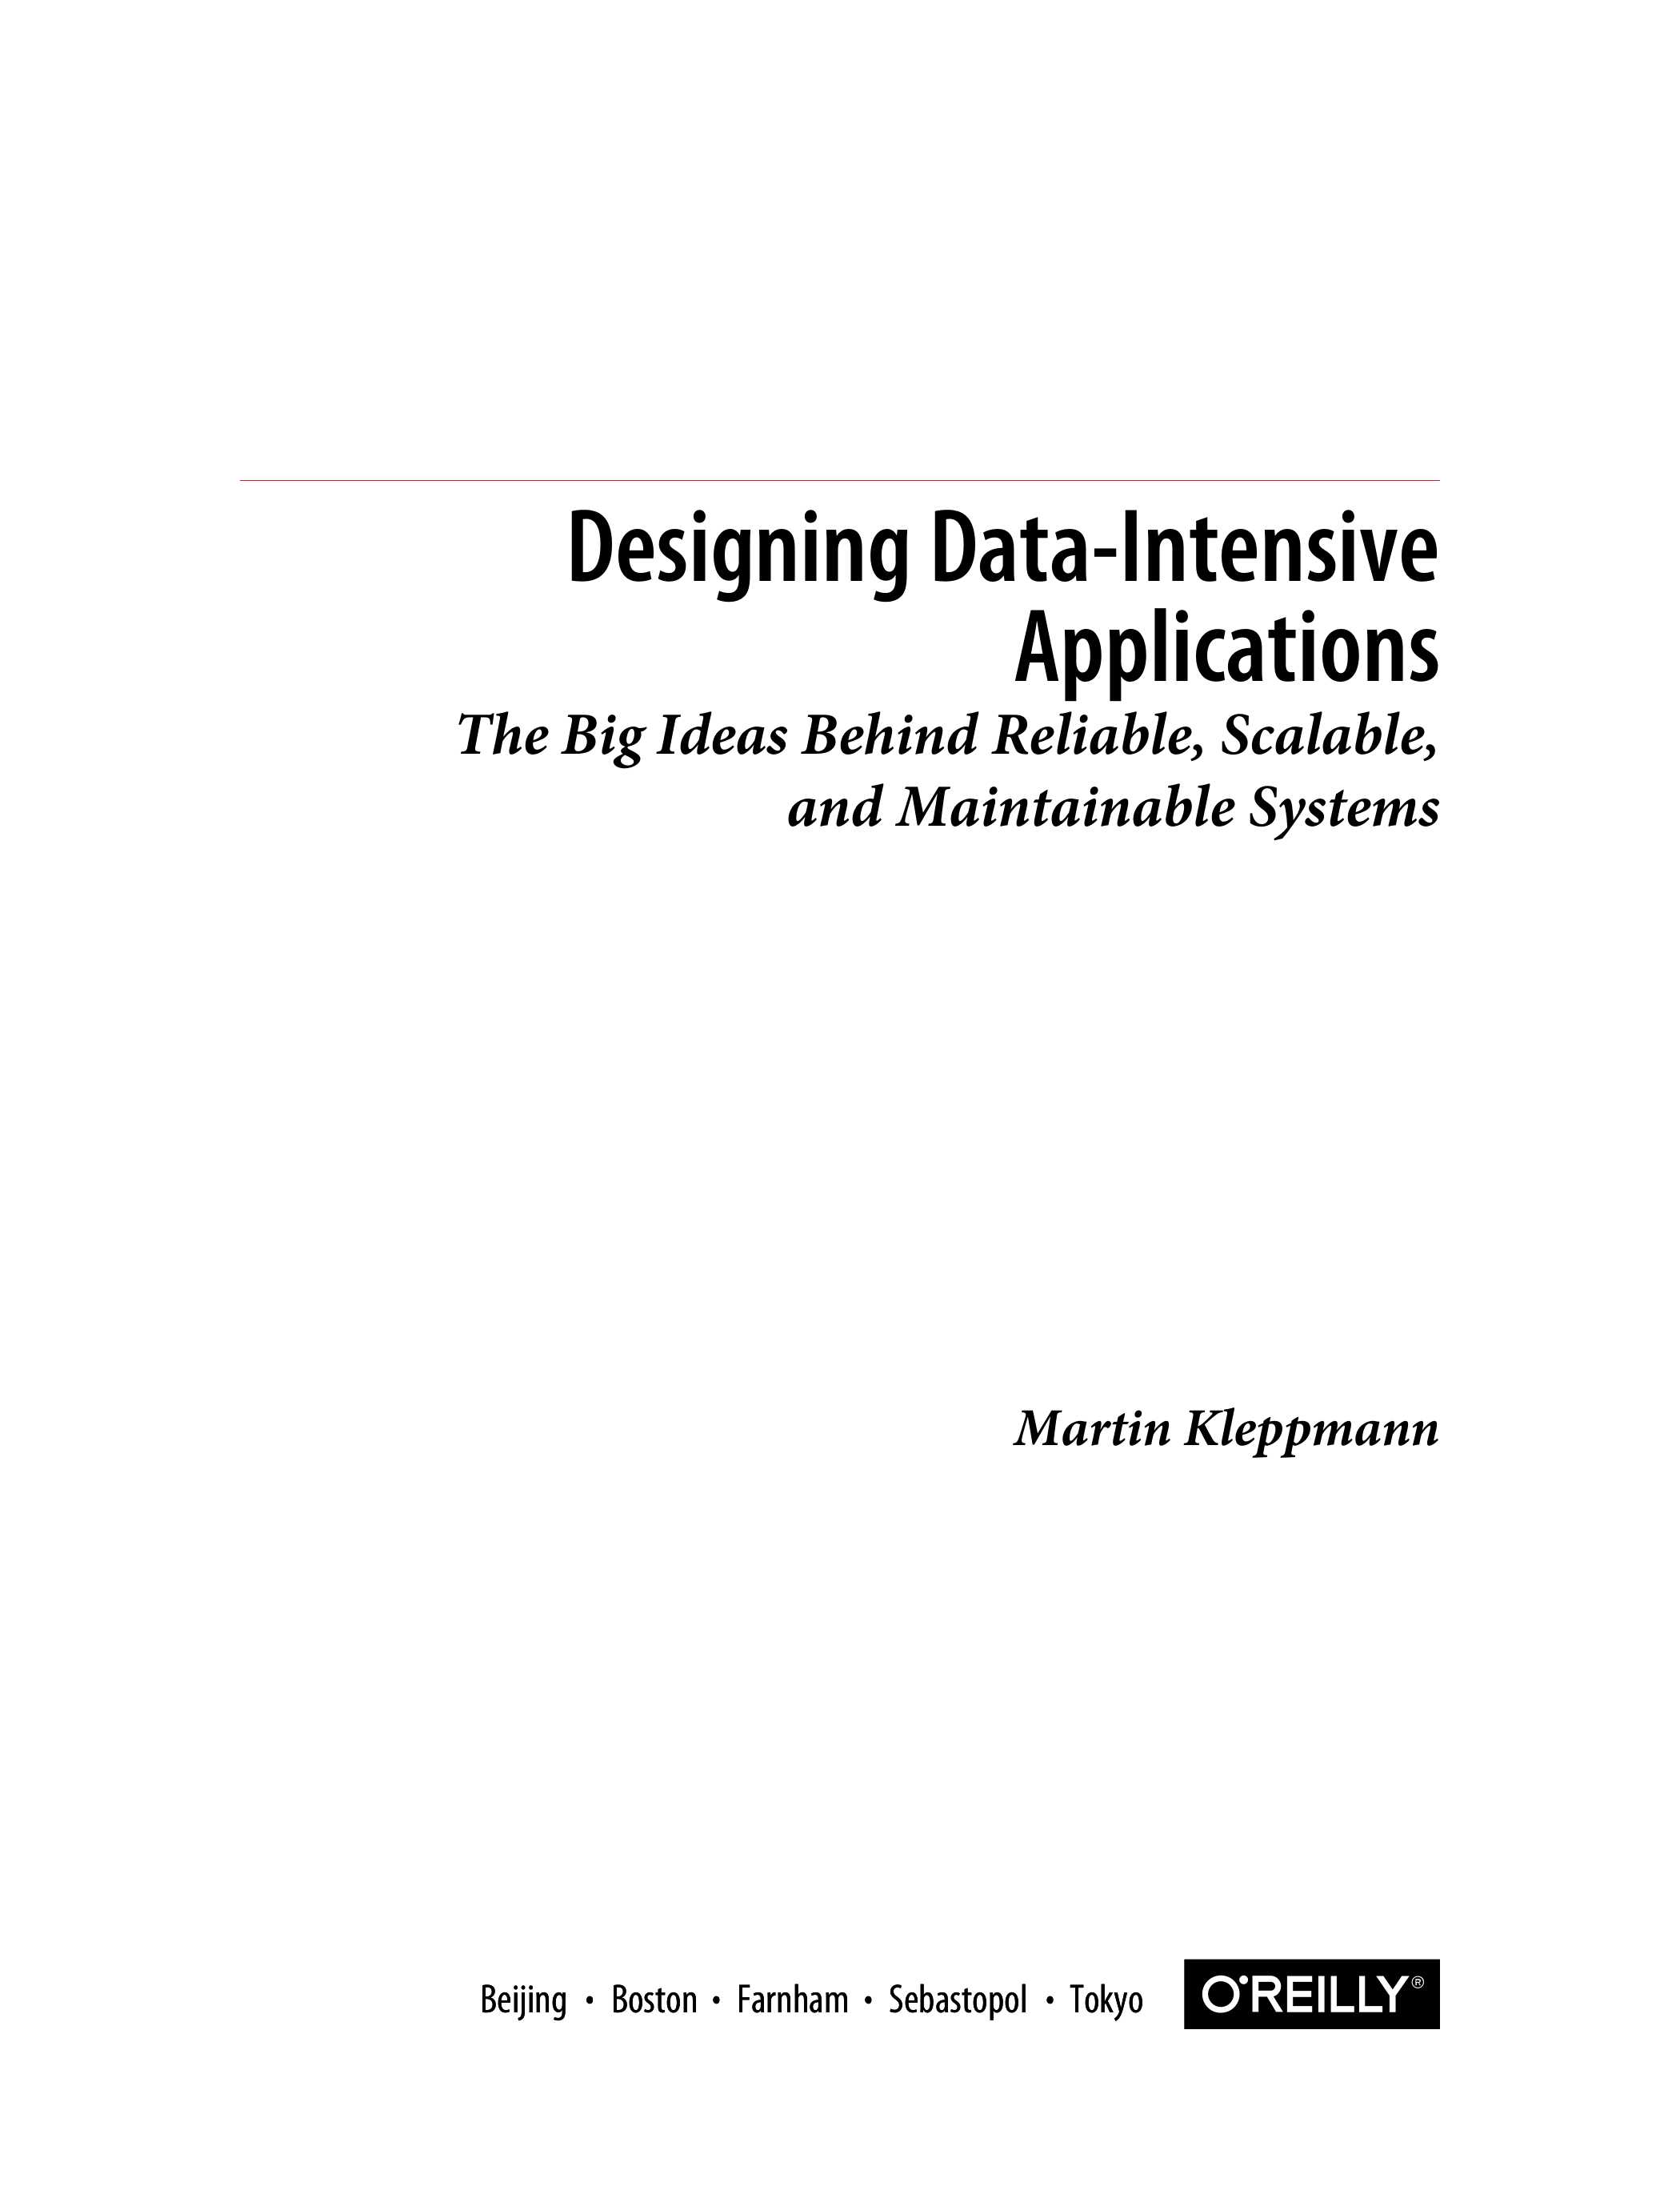 Designing Data-Intensive
Applications
The Big Ideas Behind Reliable, Scalable,
and Maintainable Systems
Martin Kleppmann
Beijing • Boston • Farnham • Sebastopol • Tokyo O'REILLY®